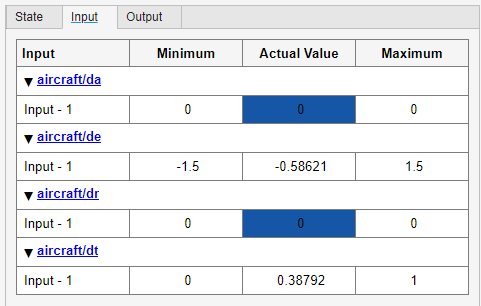 State Input Output
Input Minimum Actual Value Maximum
▼ aircraft/da
Input - 1 0 0 0
▼ aircraft/de
Input - 1 -1.5 -0.58621 1.5
▼ aircraft/dr
Input - 1 0 0 0
▼ aircraft/dt
Input - 1 0 0.38792 1